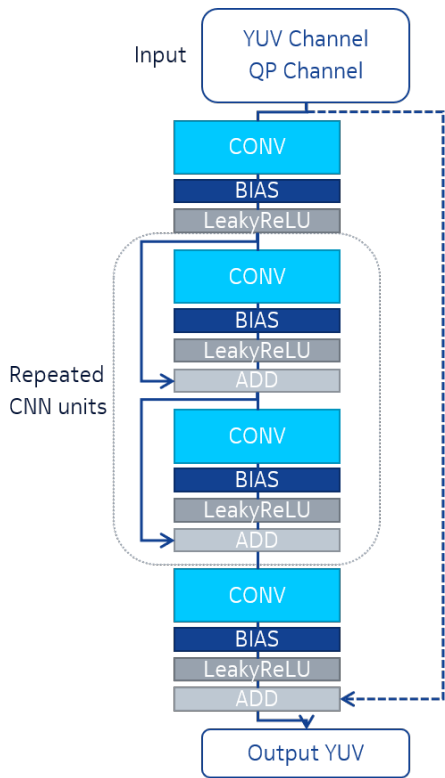 Input
YUV Channel
QP Channel
CONV
BIAS
LeakyReLU
Repeated
CNN units
CONV
BIAS
LeakyReLU
ADD
CONV
BIAS
LeakyReLU
ADD
CONV
BIAS
LeakyReLU
ADD
Output YUV